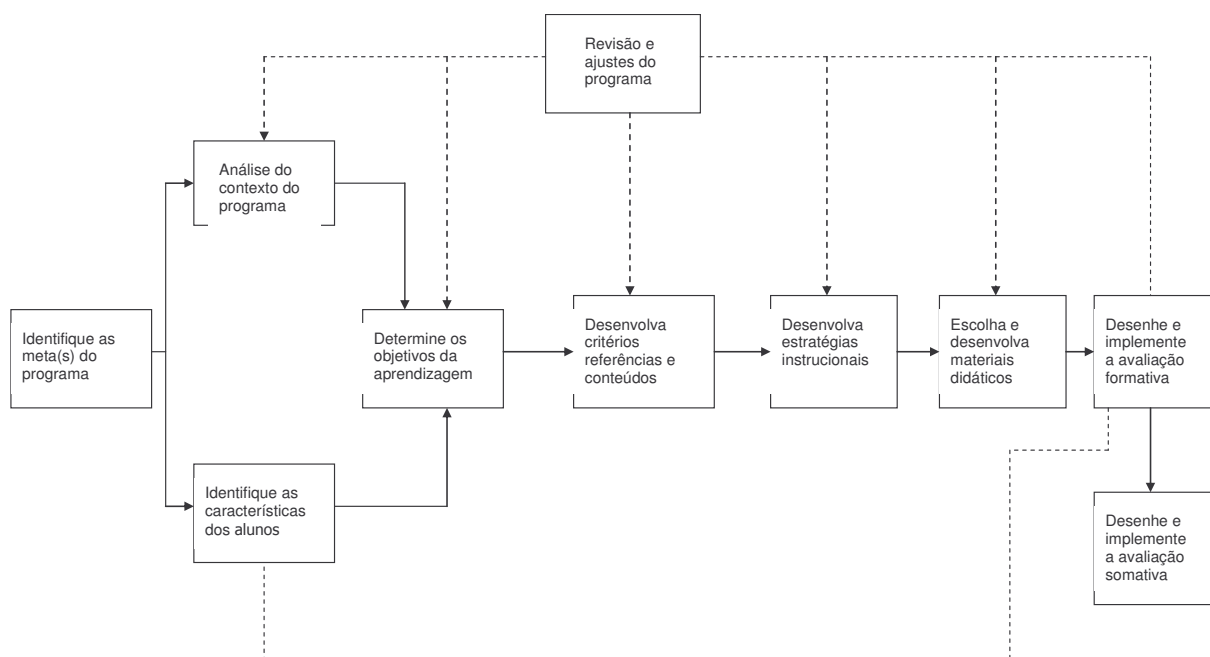 Revisão e
ajustes do
programa
Análise do
contexto do
programa
Identifique as
meta(s) do
programa
Determine os
objetivos da
aprendizagem
Desenvolva
critérios
referências e
conteúdos
Desenvolva
estratégias
instrucionais
Escolha e
desenvolva
materiais
didáticos
Desenhe e
implemente
a avaliação
formativa
Identifique as
características
dos alunos
Desenhe e
implemente
a avaliação
somativa